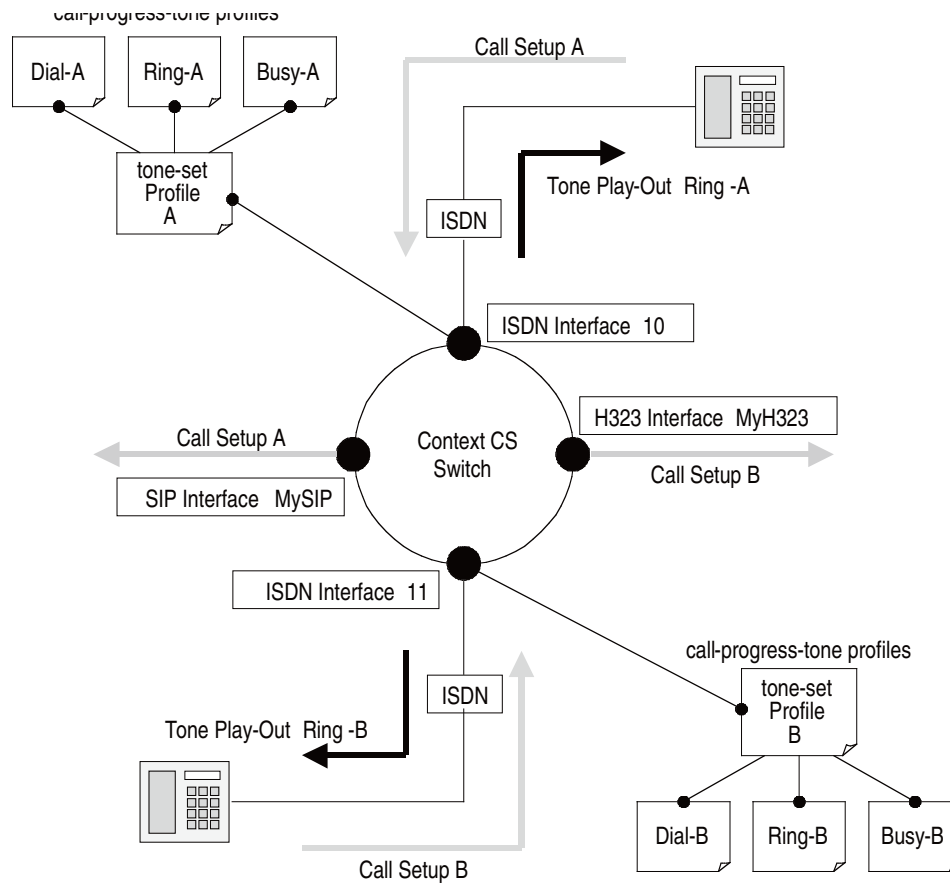 call-progress-tone profiles
Call Setup A
Dial-A
Ring-A
Busy-A
tone-set
Profile
A
Tone Play-Out Ring -A
ISDN
ISDN Interface 10
H323 Interface MyH323
Call Setup A
Context CS
Switch
Call Setup B
SIP Interface MySIP
ISDN Interface 11
call-progress-tone profiles
ISDN
tone-set
Profile
B
Tone Play-Out Ring -B
Dial-B
Ring-B
Busy-B
Call Setup B